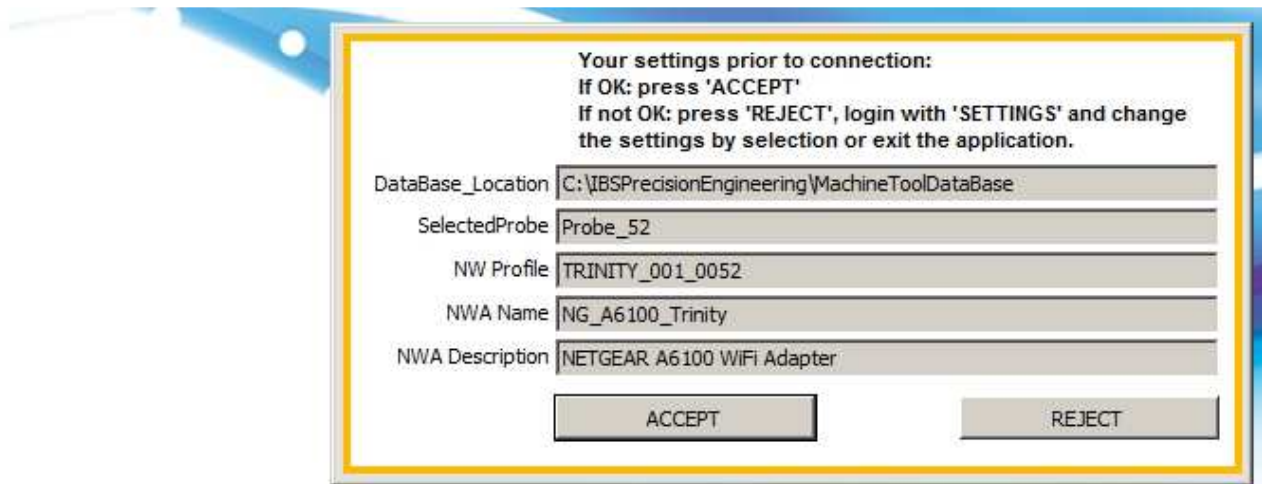 Your settings prior to connection:
If OK: press 'ACCEPT'
If not OK: press 'REJECT', login with 'SETTINGS' and change
the settings by selection or exit the application.
DataBase_Location C:\IBSPrecisionEngineering\MachineToolDataBase
SelectedProbe Probe_52
NW Profile TRINITY_001_0052
NWA Name NG_A6100_Trinity
NWA Description NETGEAR A6100 WiFi Adapter
ACCEPT REJECT